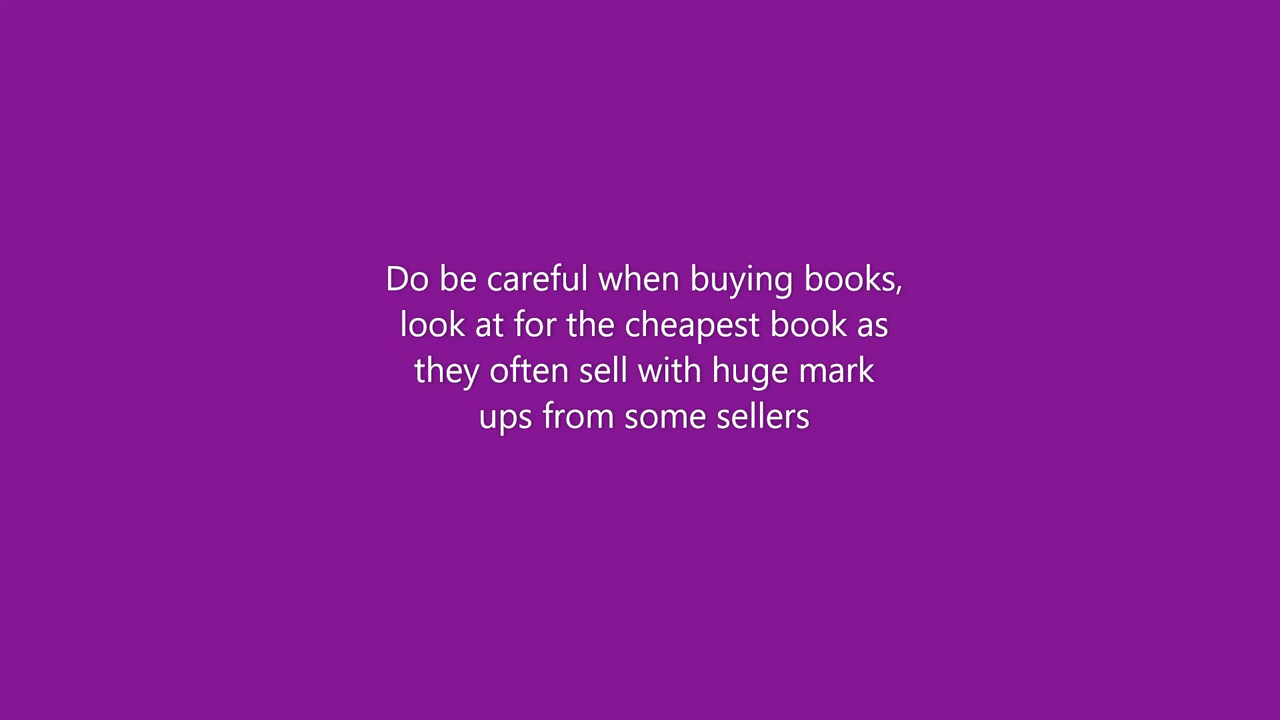 Do be careful when buying books,
look at for the cheapest book as
they often sell with huge mark
ups from some sellers